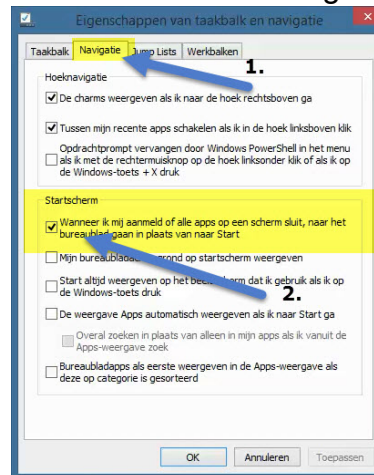 Eigenschappen van taakbalk en navigatie
Taakbalk Navigatie Jump Lists Werkbalken
1.
Hoeknavigatie
De charms weergeven als ik naar de hoek rechtsboven ga
Tussen mijn recente apps schakelen als ik in de hoek linksboven klik
Opdrachtprompt vervangen door Windows PowerShell in het menu
als ik met de rechtermuisknop op de hoek linksonder klik of als ik op
de Windows-toets + X druk
Startscherm
Wanneer ik mij aanmeld of alle apps op een scherm sluit, naar het
bureaublad gaan in plaats van naar Start
Mijn bureaubladachtergrond op startscherm weergeven
Start altijd weergeven op het beeldscherm dat ik gebruik als ik op
de Windows-toets druk
2.
De weergave Apps automatisch weergeven als ik naar Start ga
Overal zoeken in plaats van alleen in mijn apps als ik vanuit de
Apps-weergave zoek
Bureaubladapps als eerste weergeven in de Apps-weergave als
deze op categorie is gesorteerd
OK Annuleren Toepassen